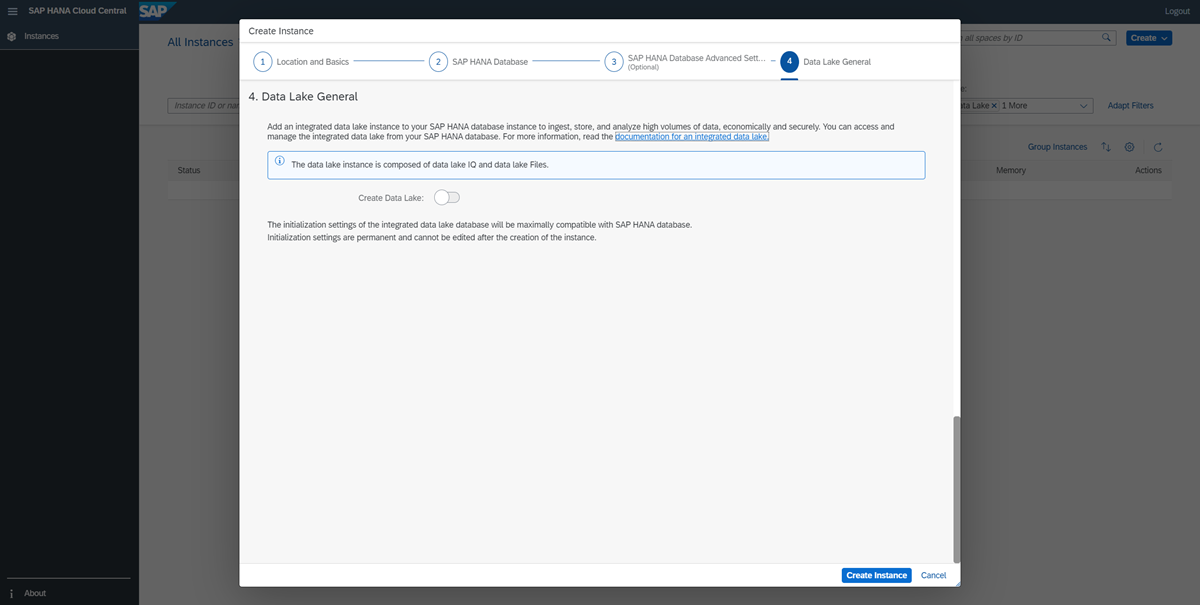 SAP HANA Cloud Central
SAP
Logout
Instances
All Instances
all spaces by ID
Create
Create Instance
1 Location and Basics
2 SAP HANA Database
3 SAP HANA Database Advanced Sett...
(Optional)
4 Data Lake General
4. Data Lake General
Instance ID or nar
ata Lake × 1 More
Adapt Filters
Add an integrated data lake instance to your SAP HANA database instance to ingest, store, and analyze high volumes of data, economically and securely. You can access and
manage the integrated data lake from your SAP HANA database. For more information, read the documentation for an integrated data lake.
Group Instances
The data lake instance is composed of data lake IQ and data lake Files.
Status
Memory
Actions
Create Data Lake:
The initialization settings of the integrated data lake database will be maximally compatible with SAP HANA database.
Initialization settings are permanent and cannot be edited after the creation of the instance.
Create Instance
Cancel
About